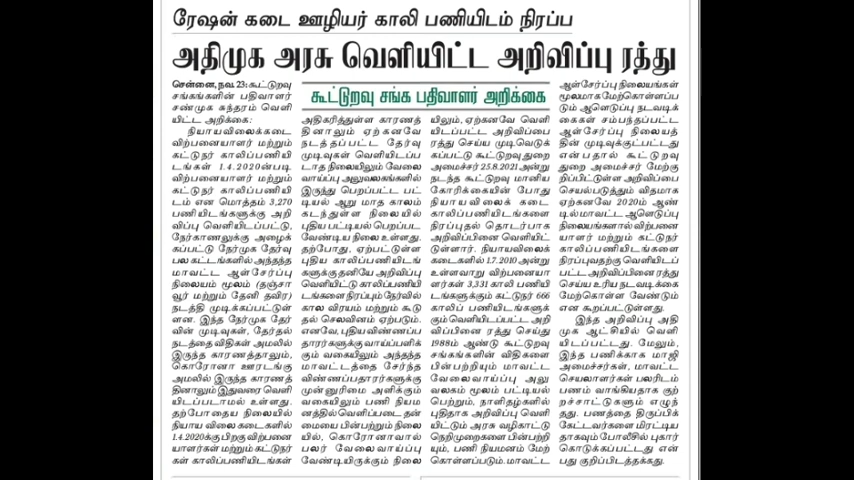 ரேஷன் கடை ஊழியர் காலி பணியிடம் நிரப்ப
அதிமுக அரசு வெளியிட்ட அறிவிப்பு ரத்து
கூட்டுறவு சங்க பதிவாளர் அறிக்கை
சென்னை, நவ. 23: கூட்டுறவு
சங்கங்களின் பதிவாளர்
சண்முக சுந்தரம் வெளி
யிட்ட அறிக்கை:
நியாயவிலைக்கடை
விற்பனையாளர் மற்றும்
கட்டுநர் காலிப்பணியி
டங்கள் 1.4.2020ன்படி
விற்பனையாளர் மற்றும்
கட்டுநர் காலிப்பணியி
டம் என மொத்தம் 3,270
பணியிடங்களுக்கு அறி
விப்பு வெளியிடப்பட்டு,
நேர்காணலுக்கு அழைக்
கப்பட்டு நேர்முக தேர்வு
பல கட்டங்களில் அந்தந்த
மாவட்ட ஆள்சேர்ப்பு
நிலையம் மூலம் (தஞ்சா
வூர் மற்றும் தேனி தவிர)
நடத்தி முடிக்கப்பட்டுள்
ளன. இந்த நேர்முக தேர்
வின் முடிவுகள், தேர்தல்
நடத்தை விதிகள் அமலில்
இருந்த காரணத்தாலும்,
கொரோனா ஊரடங்கு
அமலில் இருந்த காரணத்
தினாலும் இதுவரை வெளி
யிடப்படாமல் உள்ளது.
தற்போதைய நிலையில்
நியாய விலை கடைகளில்
1.4.2020க்கு பிறகு விற்பனை
யாளர்கள் மற்றும் கட்டுநர்
கள் காலிப்பணியிடங்கள்
அதிகரித்துள்ள காரணத்
தினாலும் ஏற்கனவே
நடத்தப்பட்ட தேர்வு
முடிவுகள் வெளியிடப்ப
டாத நிலையிலும் வேலை
வாய்ப்பு அலுவலகங்களில்
இருந்து பெறப்பட்ட பட்
டியல் ஆறு மாத காலம்
கடந்துள்ள நிலையில்
புதிய பட்டியல் பெறப்பட
வேண்டிய நிலை உள்ளது.
தற்போது, ஏற்பட்டுள்ள
புதிய காலிப்பணியிடங்
களுக்கு தனியே அறிவிப்பு
வெளியிட்டு காலிப்பணியி
டங்களை நிரப்பும் நேர்வில்
கால விரயம் மற்றும் கூடு
தல் செலவினம் ஏற்படும்.
எனவே, புதிய விண்ணப்ப
தாரர்களுக்கு வாய்ப்பளிக்
கும் வகையிலும் அந்தந்த
மாவட்டத்தை சேர்ந்த
விண்ணப்பதாரர்களுக்கு
முன்னுரிமை அளிக்கும்
வகையிலும் பணி நியம
னத்தில் வெளிப்படை தன்
மையை பின்பற்றும் நிலை
யில், கொரோனாவால்
பலர் வேலை வாய்ப்பு
வேண்டியிருக்கும் நிலை
யிலும், ஏற்கனவே வெளி
யிடப்பட்ட அறிவிப்பை
ரத்து செய்ய முடிவெடுக்
கப்பட்டு கூட்டுறவு துறை
அமைச்சர் 25.8.2021 அன்று
நடந்த கூட்டுறவு மானிய
கோரிக்கையின் போது
நியாயவிலைக் கடை
காலிப்பணியிடங்களை
நிரப்புதல் தொடர்பாக
அறிவிப்பினை வெளியிட்
டுள்ளார். நியாயவிலைக்
கடைகளில் 1.7.2010 அன்று
உள்ளவாறு விற்பனையா
ளர்கள் 3,331 காலி பணியி
டங்களுக்கும் கட்டுநர் 666
காலிப் பணியிடங்களுக்
கும் வெளியிடப்பட்ட அறி
விப்பினை ரத்து செய்து
1988ம் ஆண்டு கூட்டுறவு
சங்கங்களின் விதிகளை
பின்பற்றியும் மாவட்ட
வேலைவாய்ப்பு அலு
வலகம் மூலம் பட்டியல்
பெற்றும், நாளிதழ்களில்
புதிதாக அறிவிப்பு வெளி
யிட்டும் அரசு வழிகாட்டு
நெறிமுறைகளை பின்பற்றி
யும், பணி நியமனம் மேற்
கொள்ளப்படும். மாவட்ட
ஆள்சேர்ப்பு நிலையங்கள்
மூலமாக மேற்கொள்ளப்ப
டும் ஆளெடுப்பு நடவடிக்
கைகள் சம்பந்தப்பட்ட
ஆள்சேர்ப்பு நிலையத்
தின் முடிவுக்குட்பட்டது
என்பதால் கூட்டுறவு
துறை அமைச்சர் மேற்கு
றிப்பிட்டுள்ள அறிவிப்பை
செயல்படுத்தும் விதமாக
ஏற்கனவே 2020ம் ஆண்
டில் மாவட்ட ஆளெடுப்பு
நிலையங்களால் விற்பனை
யாளர் மற்றும் கட்டுநர்
காலிப்பணியிடங்களை
நிரப்புவதற்கு வெளியிடப்
பட்ட அறிவிப்பினை ரத்து
செய்ய உரிய நடவடிக்கை
மேற்கொள்ள வேண்டும்
என கூறப்பட்டுள்ளது.
இந்த அறிவிப்பு அதி
முக ஆட்சியில் வெளி
யிடப்பட்டது. மேலும்,
இந்த பணிக்காக மாஜி
அமைச்சர்கள், மாவட்ட
செயலாளர்கள் பலரிடம்
பணம் வாங்கியதாக குற்
றச்சாட்டுகளும் எழுந்
தது. பணத்தை திருப்பிக்
கேட்டவர்களை மிரட்டிய
தாகவும் போலீசில் புகார்
கொடுக்கப்பட்டது என்
பது குறிப்பிடத்தக்கது.